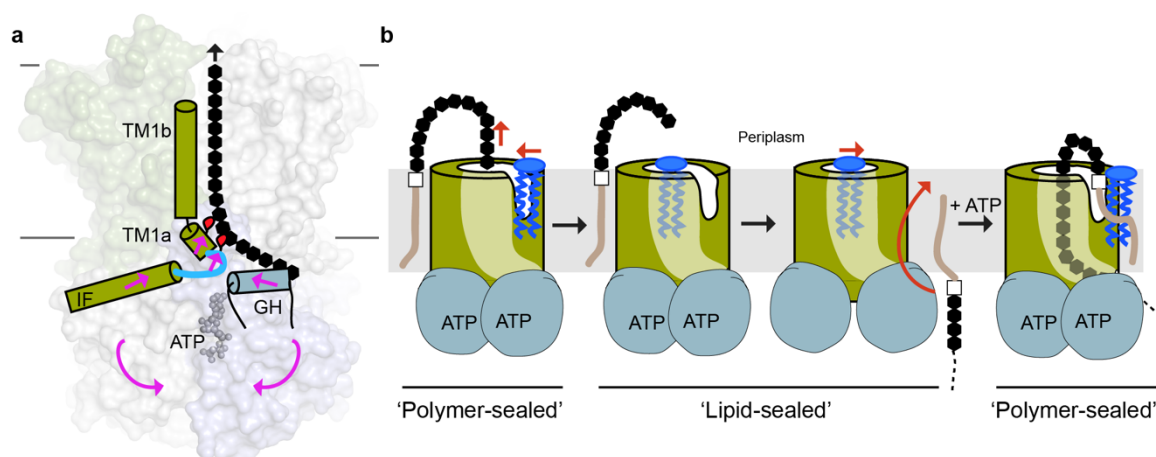 a
TM1b
TM1a
IF
GH
ATP
b
Periplasm
+ ATP
ATP ATP
ATP ATP
ATP ATP
'Polymer-sealed' 'Lipid-sealed' 'Polymer-sealed'